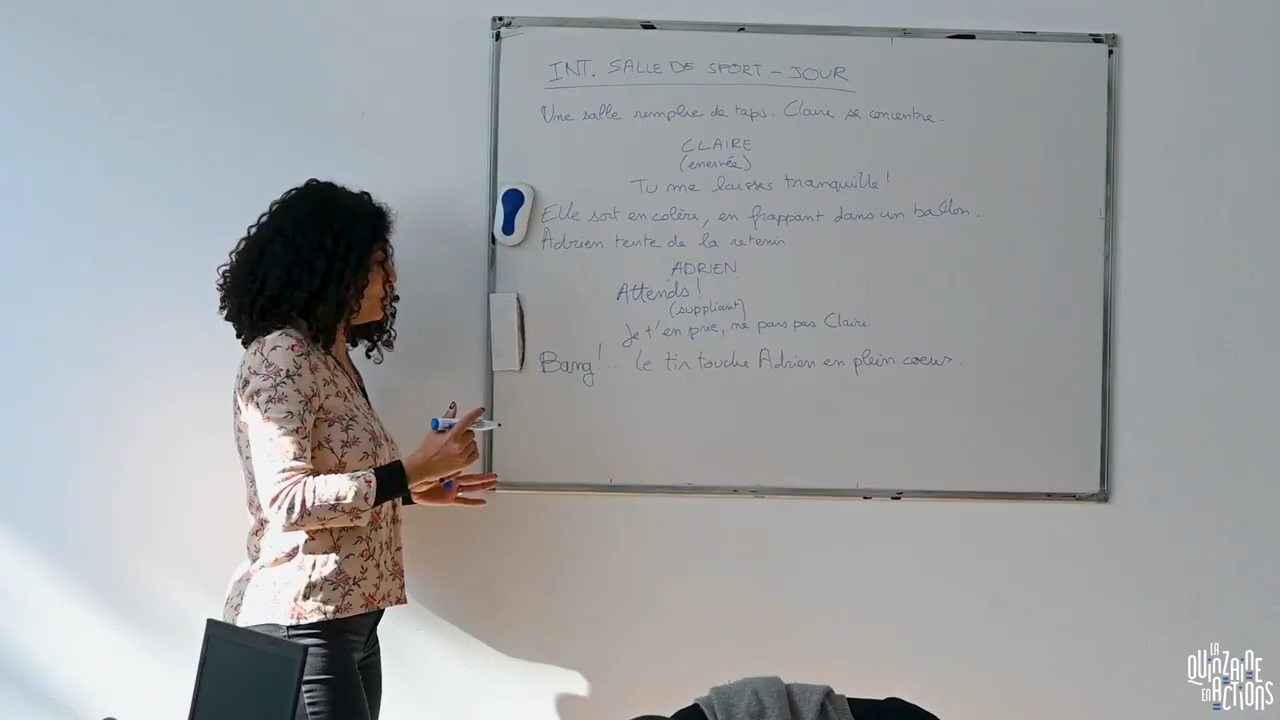 INT. SALLE DE SPORT - JOUR
Une salle remplie de tapis. Claire se concentre.
CLAIRE
(enervée)
Tu me laisses tranquille !
Elle sort en colère, en frappant dans un ballon.
Adrien tente de la retenir.
ADRIEN
Attends !
(suppliant)
Je t'en prie, ne pars pas Claire.
Bang ! .. Le tir touche Adrien en plein coeur.
LA
QUINZAINE
EN ACTIONS